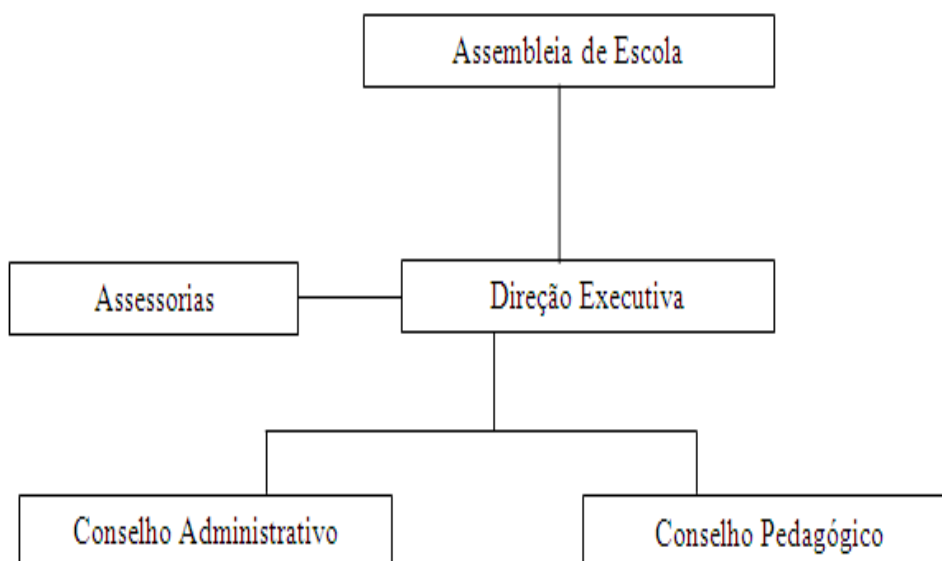 Assembleia de Escola
Assessorias
Direção Executiva
Conselho Administrativo
Conselho Pedagógico